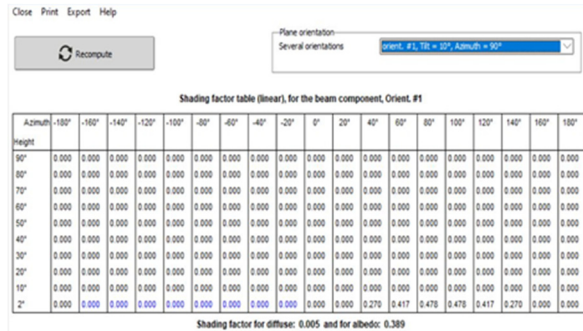 Close Print Export Help
Plane orientation
Several orientations orient. #1, Tilt = 10°, Azimuth = 90°
Recompute
Shading factor table (linear), for the beam component, Orient. #1
Azimuth -180° -160° -140° -120° -100° -80° -60° -40° -20° 0° 20° 40° 60° 80° 100° 120° 140° 160° 180°
Height
90° 0.000 0.000 0.000 0.000 0.000 0.000 0.000 0.000 0.000 0.000 0.000 0.000 0.000 0.000 0.000 0.000 0.000 0.000 0.000
80° 0.000 0.000 0.000 0.000 0.000 0.000 0.000 0.000 0.000 0.000 0.000 0.000 0.000 0.000 0.000 0.000 0.000 0.000 0.000
70° 0.000 0.000 0.000 0.000 0.000 0.000 0.000 0.000 0.000 0.000 0.000 0.000 0.000 0.000 0.000 0.000 0.000 0.000 0.000
60° 0.000 0.000 0.000 0.000 0.000 0.000 0.000 0.000 0.000 0.000 0.000 0.000 0.000 0.000 0.000 0.000 0.000 0.000 0.000
50° 0.000 0.000 0.000 0.000 0.000 0.000 0.000 0.000 0.000 0.000 0.000 0.000 0.000 0.000 0.000 0.000 0.000 0.000 0.000
40° 0.000 0.000 0.000 0.000 0.000 0.000 0.000 0.000 0.000 0.000 0.000 0.000 0.000 0.000 0.000 0.000 0.000 0.000 0.000
30° 0.000 0.000 0.000 0.000 0.000 0.000 0.000 0.000 0.000 0.000 0.000 0.000 0.000 0.000 0.000 0.000 0.000 0.000 0.000
20° 0.000 0.000 0.000 0.000 0.000 0.000 0.000 0.000 0.000 0.000 0.000 0.000 0.000 0.000 0.000 0.000 0.000 0.000 0.000
10° 0.000 0.000 0.000 0.000 0.000 0.000 0.000 0.000 0.000 0.000 0.000 0.000 0.000 0.000 0.000 0.000 0.000 0.000 0.000
2° 0.000 0.000 0.000 0.000 0.000 0.000 0.000 0.000 0.000 0.000 0.000 0.270 0.417 0.478 0.478 0.417 0.270 0.000 0.000
Shading factor for diffuse: 0.005 and for albedo: 0.389